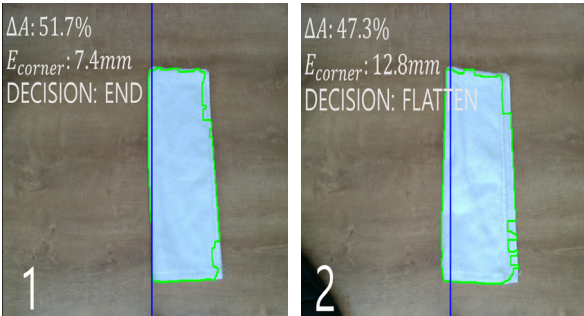 ΔA: 51.7%
E_corner: 7.4mm
DECISION: END
1
ΔA: 47.3%
E_corner: 12.8mm
DECISION: FLATTEN
2